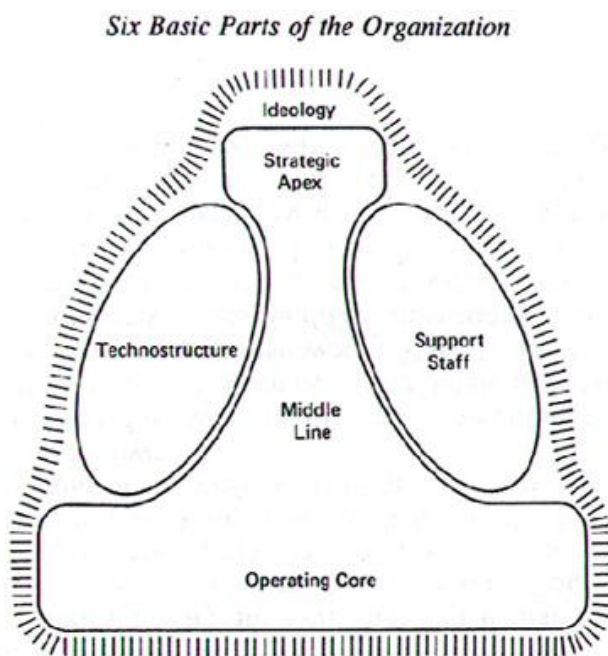 Six Basic Parts of the Organization
Ideology
Strategic
Apex
Technostructure
Support
Staff
Middle
Line
Operating Core